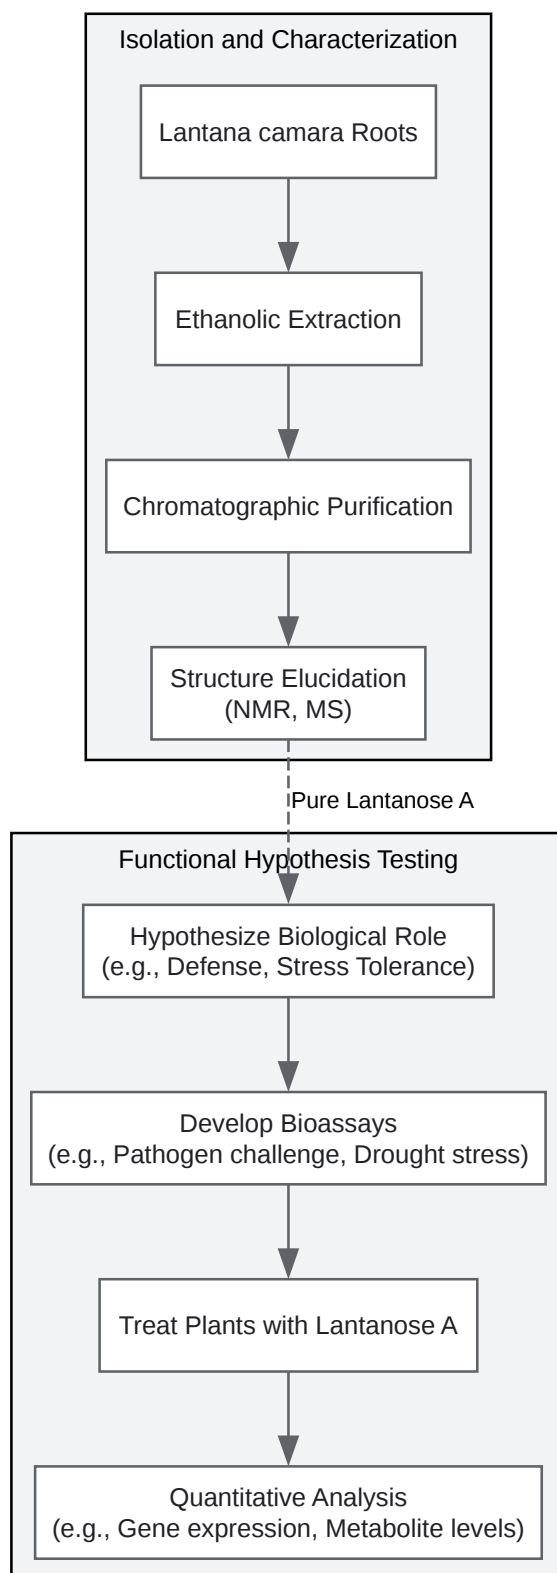 Isolation and Characterization
Lantana camara Roots
Ethanolic Extraction
Chromatographic Purification
Structure Elucidation
(NMR, MS)
Pure Lantanose A
Functional Hypothesis Testing
Hypothesize Biological Role
(e.g., Defense, Stress Tolerance)
Develop Bioassays
(e.g., Pathogen challenge, Drought stress)
Treat Plants with Lantanose A
Quantitative Analysis
(e.g., Gene expression, Metabolite levels)